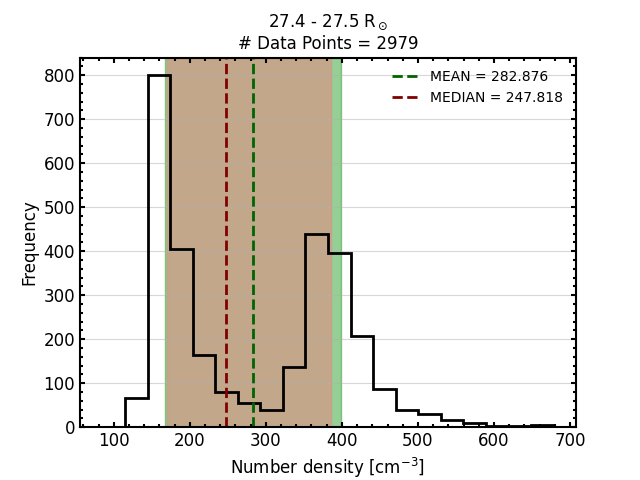 27.4 - 27.5 R⊙
# Data Points = 2979
MEAN = 282.876
MEDIAN = 247.818
Frequency
800
700
600
500
400
300
200
100
0
100 200 300 400 500 600 700
Number density [cm⁻³]